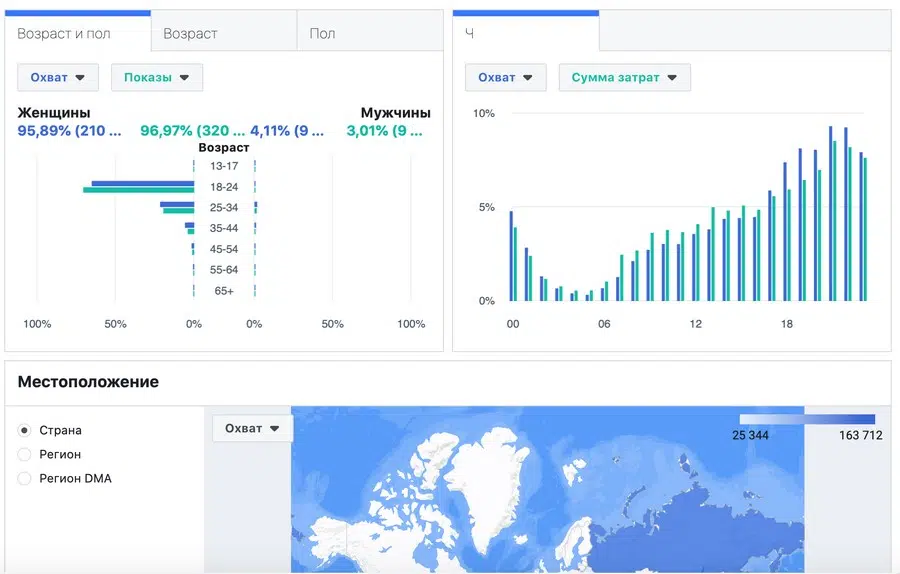 Возраст и пол
Возраст
Пол
Охват
Показы
Женщины
Мужчины
95,89% (210 ...
96,97% (320 ...
4,11% (9 ...
3,01% (9 ...
Возраст
13-17
18-24
25-34
35-44
45-54
55-64
65+
100%
50%
0%
0%
50%
100%
Ч
Охват
Сумма затрат
10%
5%
0%
00
06
12
18
Местоположение
Страна
Регион
Регион DMA
Охват
25 344
163 712